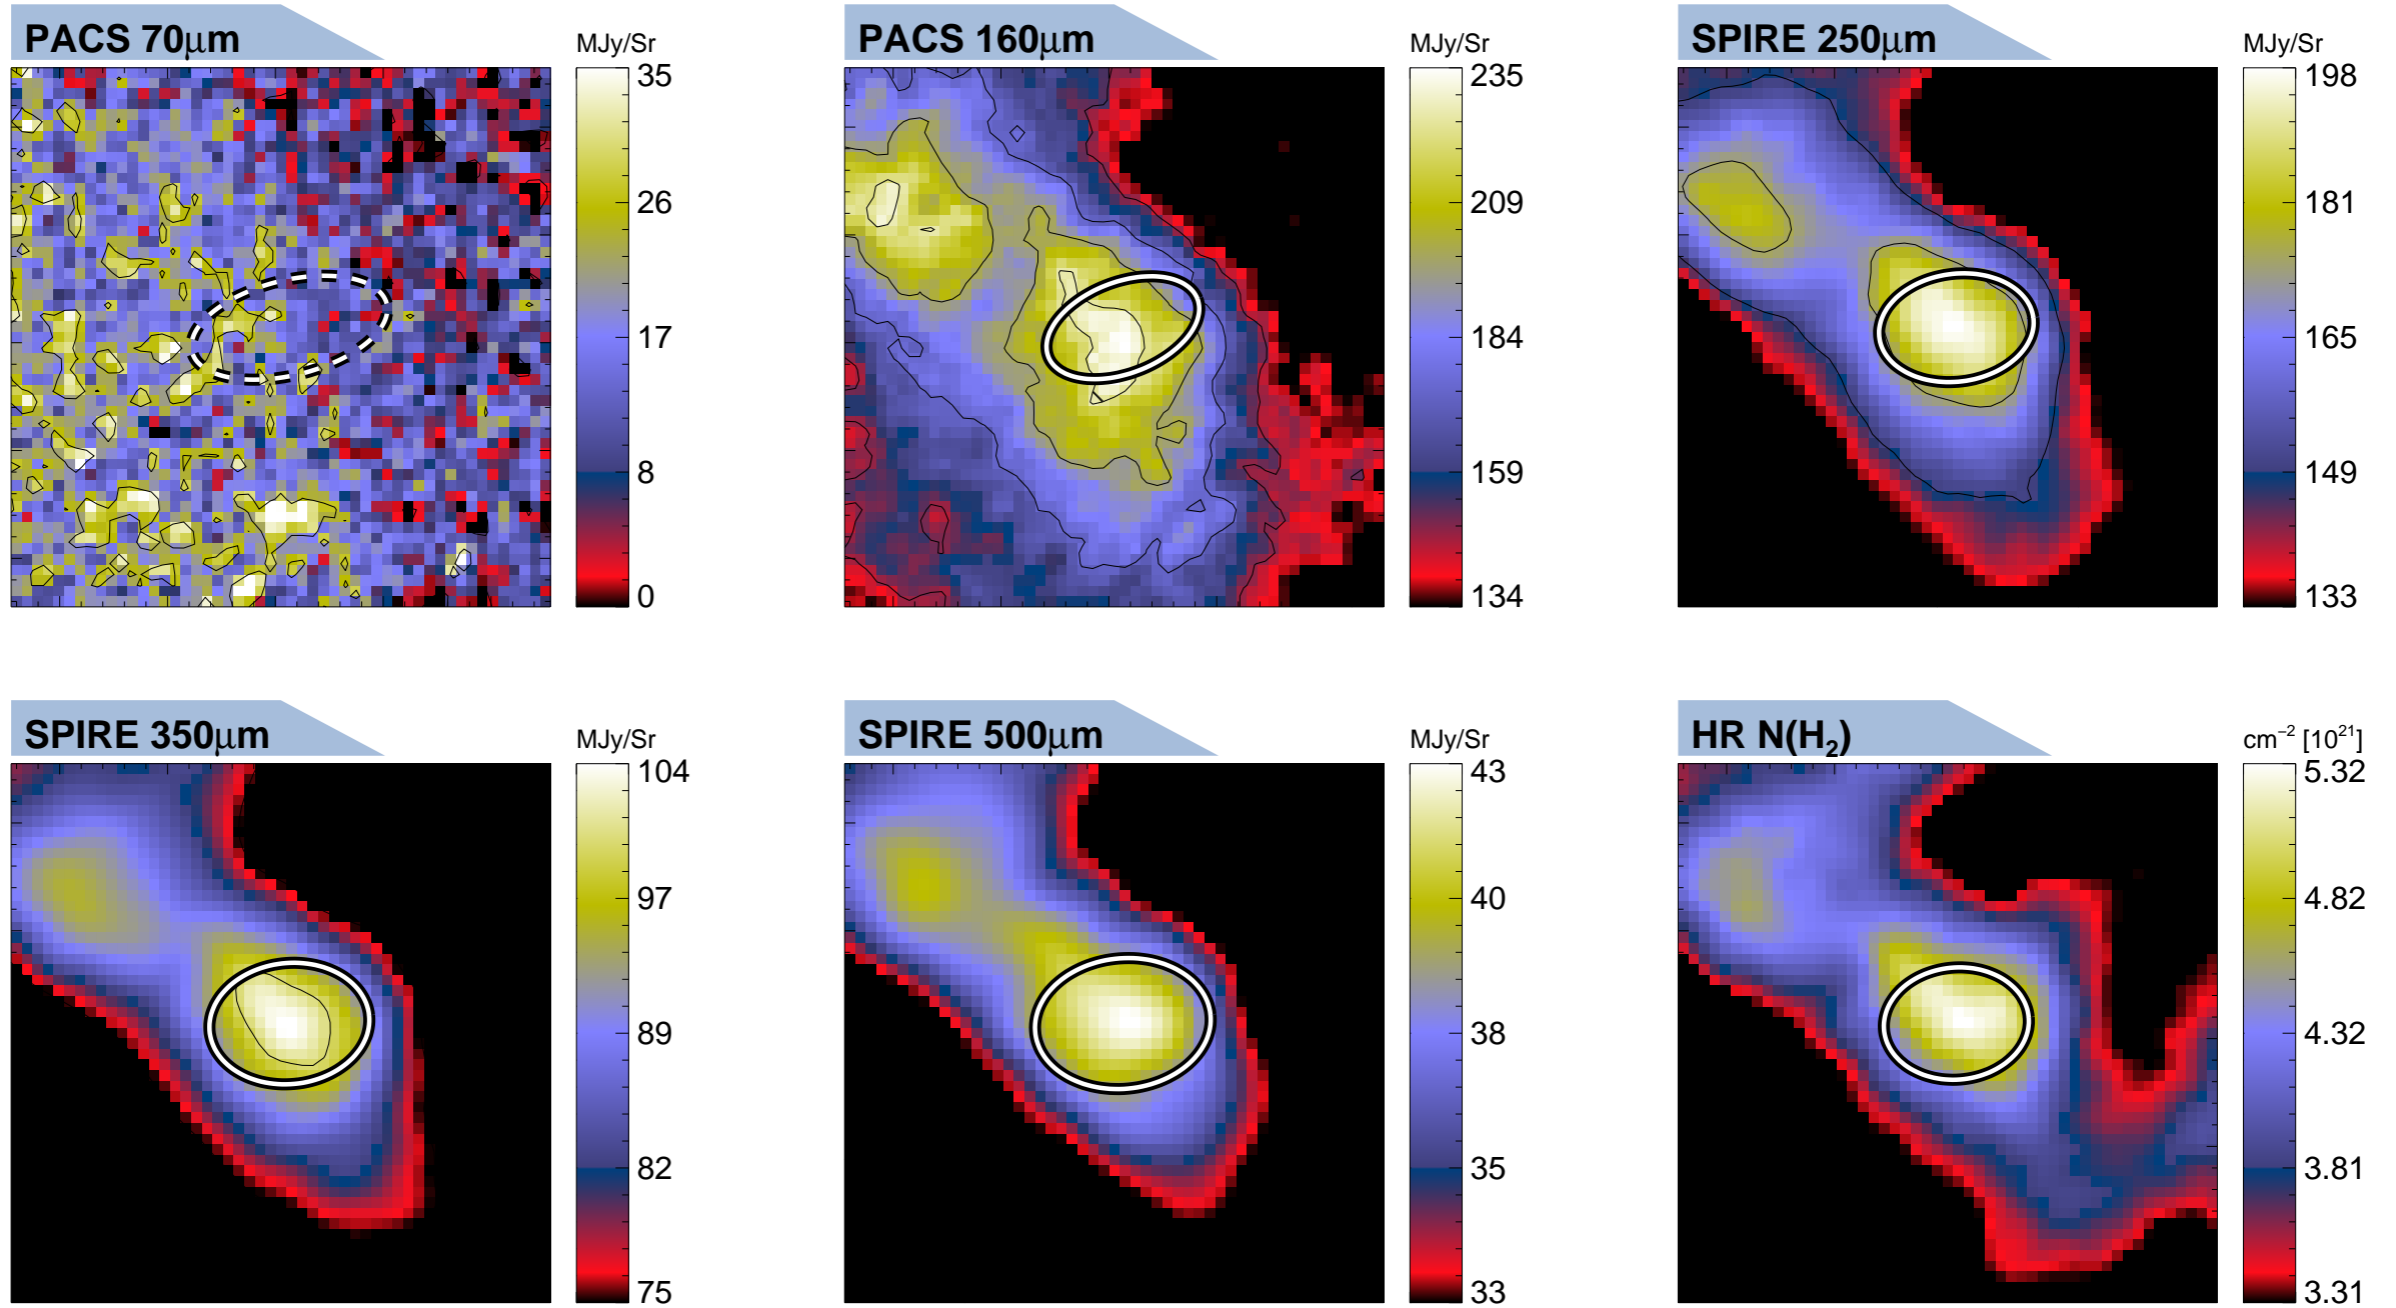 PACS 70μm
MJy/Sr
35
26
17
8
0
PACS 160μm
MJy/Sr
235
209
184
159
134
SPIRE 250μm
MJy/Sr
198
181
165
149
133
SPIRE 350μm
MJy/Sr
104
97
89
82
75
SPIRE 500μm
MJy/Sr
43
40
38
35
33
HR N(H₂)
cm⁻² [10²¹]
5.32
4.82
4.32
3.81
3.31